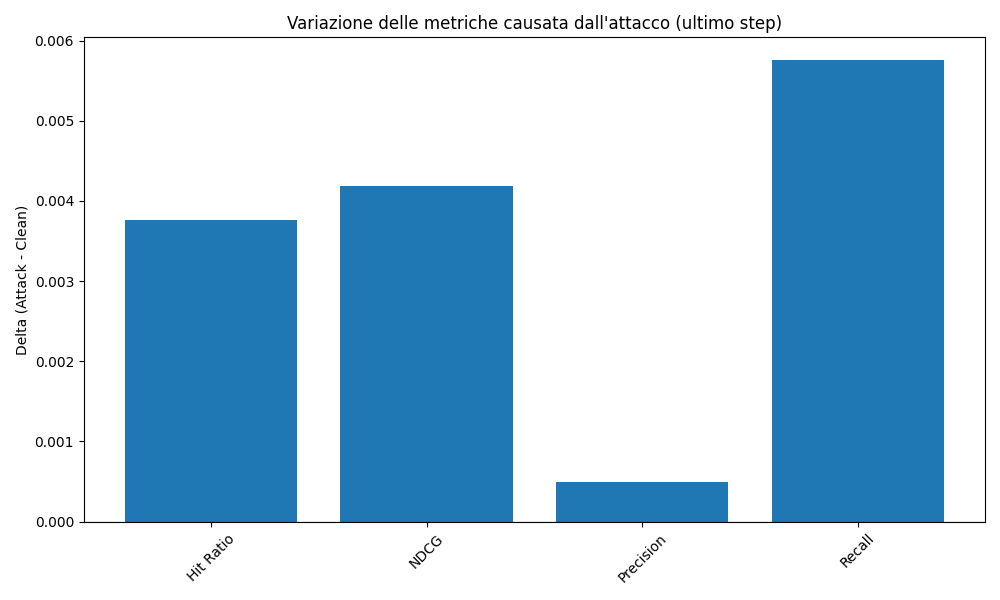 Variazione delle metriche causata dall'attacco (ultimo step)
Delta (Attack - Clean)
0.006
0.005
0.004
0.003
0.002
0.001
0.000
Hit Ratio
NDCG
Precision
Recall